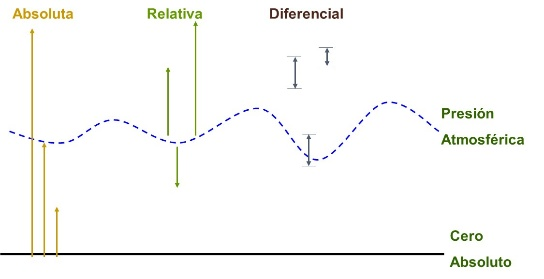 Absoluta
Relativa
Diferencial
Presión
Atmosférica
Cero
Absoluto